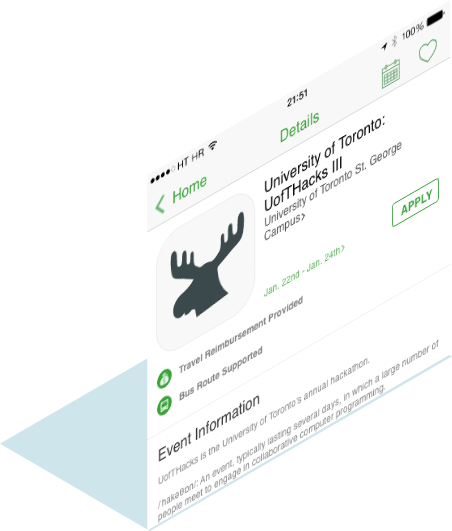 HT HR
21:51
100%
Home
Details
University of Toronto:
UofTHacks III
University of Toronto St. George
Campus>
APPLY
Jan. 22nd - Jan. 24th>
Travel Reimbursement Provided
Bus Route Supported
Event Information
UofTHacks is the University of Toronto's annual hackathon.
/'hakəθɒn/: An event, typically lasting several days, in which a large number of
people meet to engage in collaborative computer programming.